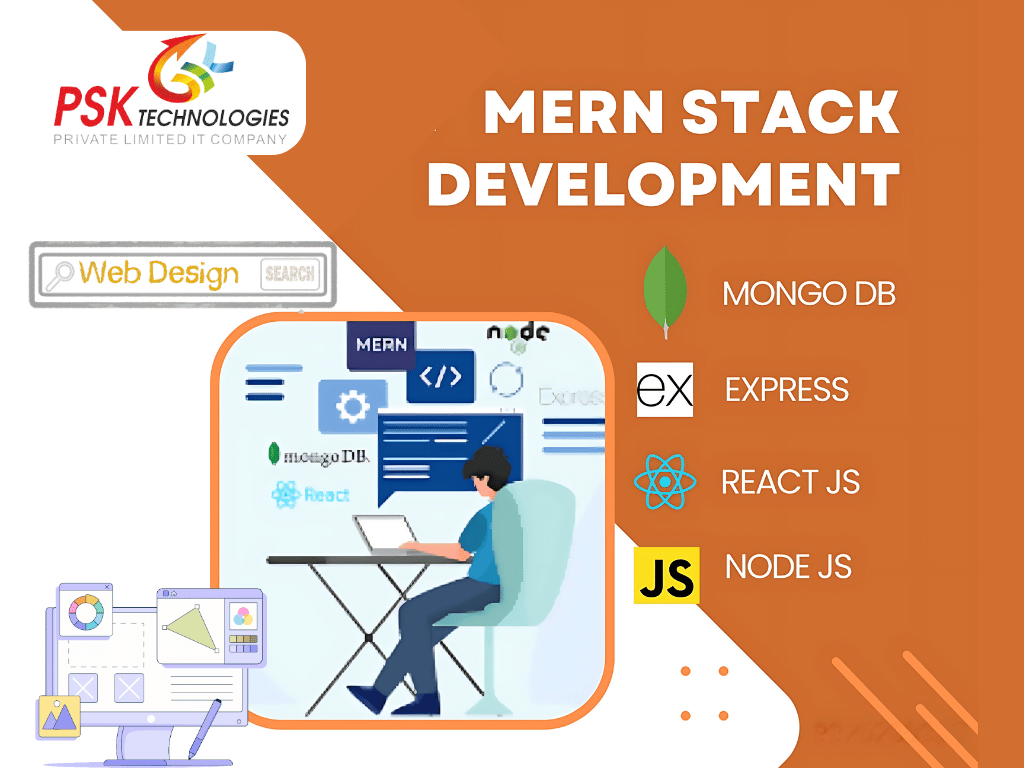 PSK TECHNOLOGIES
PRIVATE LIMITED IT COMPANY
MERN STACK
DEVELOPMENT
Web Design SEARCH
MONGO DB
ex EXPRESS
REACT JS
JS NODE JS
MERN
node
</>
Express
mongoDB
React